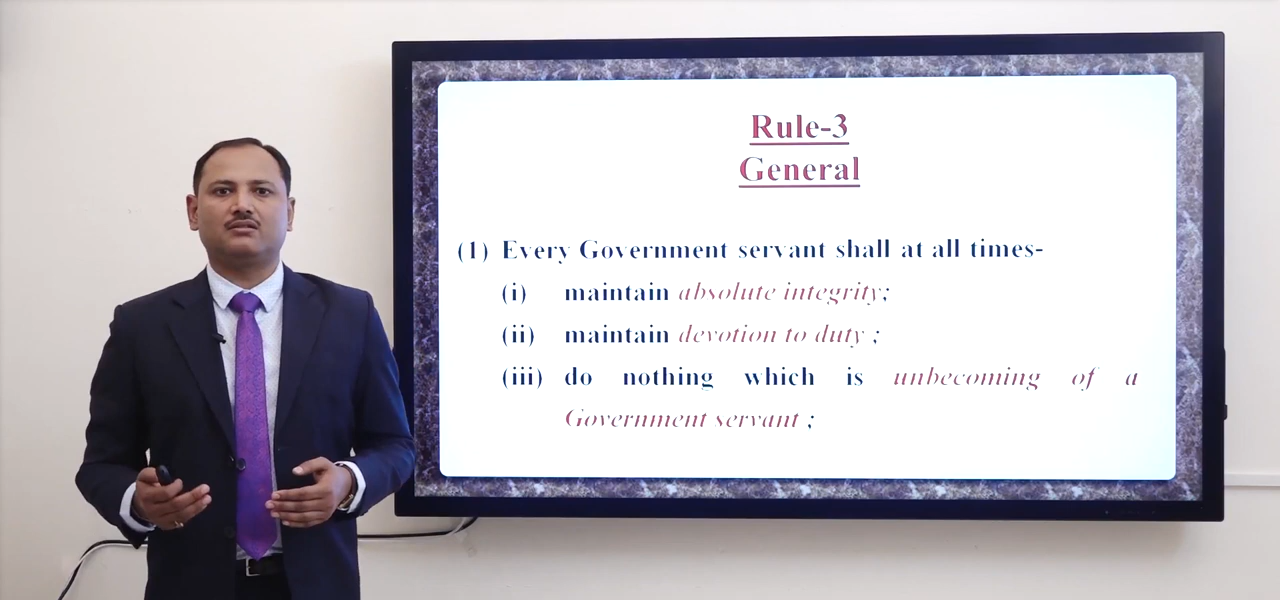 Rule-3
General
(1) Every Government servant shall at all times-
(i) maintain absolute integrity;
(ii) maintain devotion to duty ;
(iii) do nothing which is unbecoming of a
Government servant ;